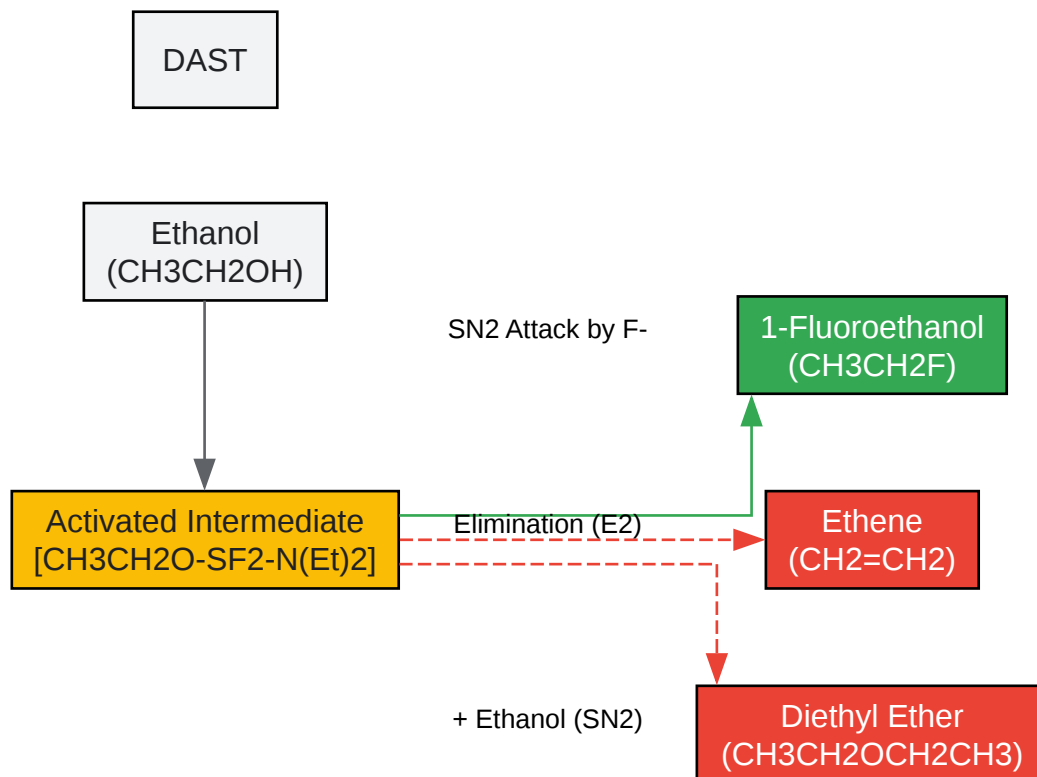 DAST
Ethanol
(CH3CH2OH)
SN2 Attack by F-
1-Fluoroethanol
(CH3CH2F)
Activated Intermediate
[CH3CH2O-SF2-N(Et)2]
Elimination (E2)
Ethene
(CH2=CH2)
+ Ethanol (SN2)
Diethyl Ether
(CH3CH2OCH2CH3)